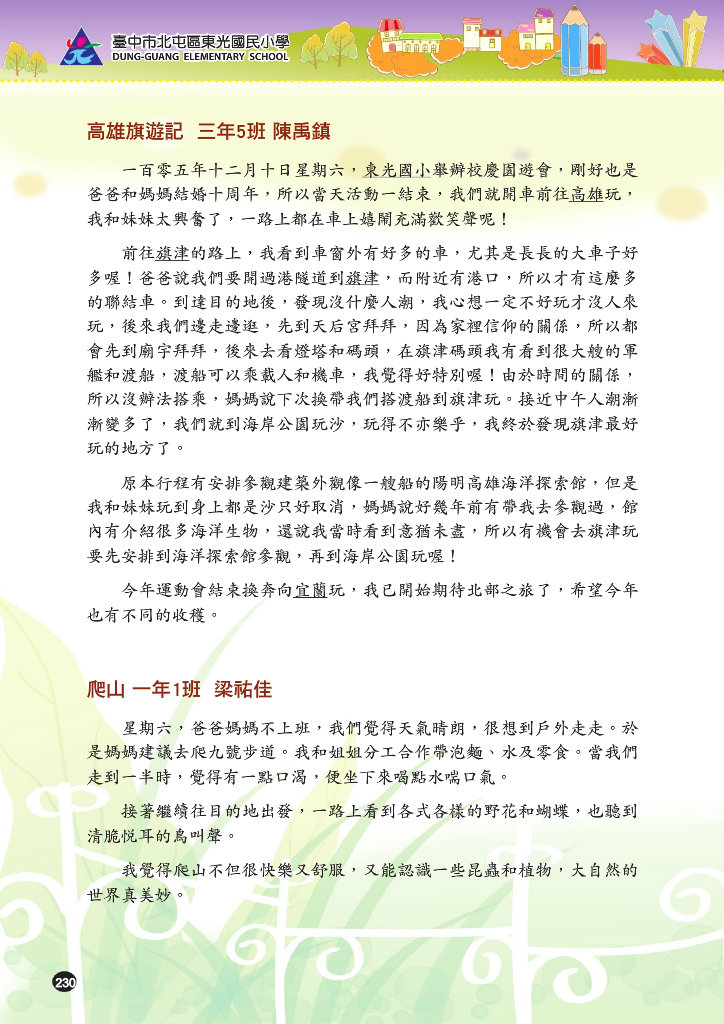 臺中市北屯區東光國民小學
DUNG-GUANG ELEMENTARY SCHOOL
高雄旗遊記 三年5班 陳禹鎮
一百零五年十二月十日星期六，東光國小舉辦校慶園遊會，剛好也是
爸爸和媽媽結婚十周年，所以當天活動一結束，我們就開車前往高雄玩，
我和妹妹太興奮了，一路上都在車上嬉鬧充滿歡笑聲呢！
前往旗津的路上，我看到車窗外有好多的車，尤其是長長的大車子好
多喔！爸爸說我們要開過港隧道到旗津，而附近有港口，所以才有這麼多
的聯結車。到達目的地後，發現沒什麼人潮，我心想一定不好玩才沒人來
玩，後來我們邊走邊逛，先到天后宮拜拜，因為家裡信仰的關係，所以都
會先到廟宇拜拜，後來去看燈塔和碼頭，在旗津碼頭我有看到很大艘的軍
艦和渡船，渡船可以乘載人和機車，我覺得好特別喔！由於時間的關係，
所以沒辦法搭乘，媽媽說下次換帶我們搭渡船到旗津玩。接近中午人潮漸
漸變多了，我們就到海岸公園玩沙，玩得不亦樂乎，我終於發現旗津最好
玩的地方了。
原本行程有安排參觀建築外觀像一艘船的陽明高雄海洋探索館，但是
我和妹妹玩到身上都是沙只好取消，媽媽說好幾年前有帶我去參觀過，館
內有介紹很多海洋生物，還說我當時看到意猶未盡，所以有機會去旗津玩
要先安排到海洋探索館參觀，再到海岸公園玩喔！
今年運動會結束換奔向宜蘭玩，我已開始期待北部之旅了，希望今年
也有不同的收穫。
爬山 一年1班 梁祐佳
星期六，爸爸媽媽不上班，我們覺得天氣晴朗，很想到戶外走走。於
是媽媽建議去爬九號步道。我和姐姐分工合作帶泡麵、水及零食。當我們
走到一半時，覺得有一點口渴，便坐下來喝點水喘口氣。
接著繼續往目的地出發，一路上看到各式各樣的野花和蝴蝶，也聽到
清脆悅耳的鳥叫聲。
我覺得爬山不但很快樂又舒服，又能認識一些昆蟲和植物，大自然的
世界真美妙。
230